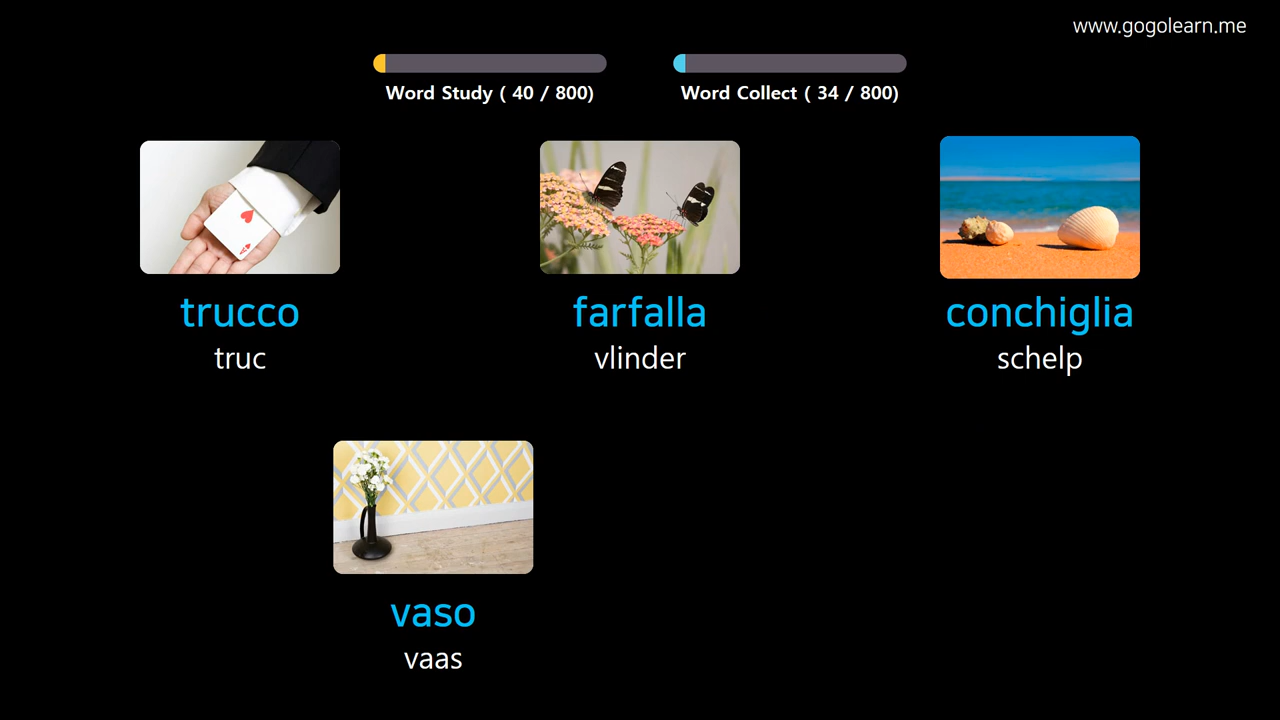 www.gogolearn.me
Word Study ( 40 / 800)
Word Collect ( 34 / 800)
trucco
truc
farfalla
vlinder
conchiglia
schelp
vaso
vaas